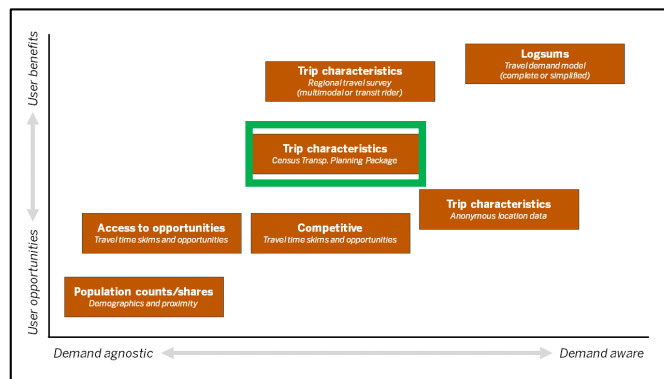 User benefits
User opportunities
Logsums
Travel demand model
(complete or simplified)
Trip characteristics
Regional travel survey
(multimodal or transit rider)
Trip characteristics
Census Transp. Planning Package
Trip characteristics
Anonymous location data
Access to opportunities
Travel time skims and opportunities
Competitive
Travel time skims and opportunities
Population counts/shares
Demographics and proximity
Demand agnostic
Demand aware